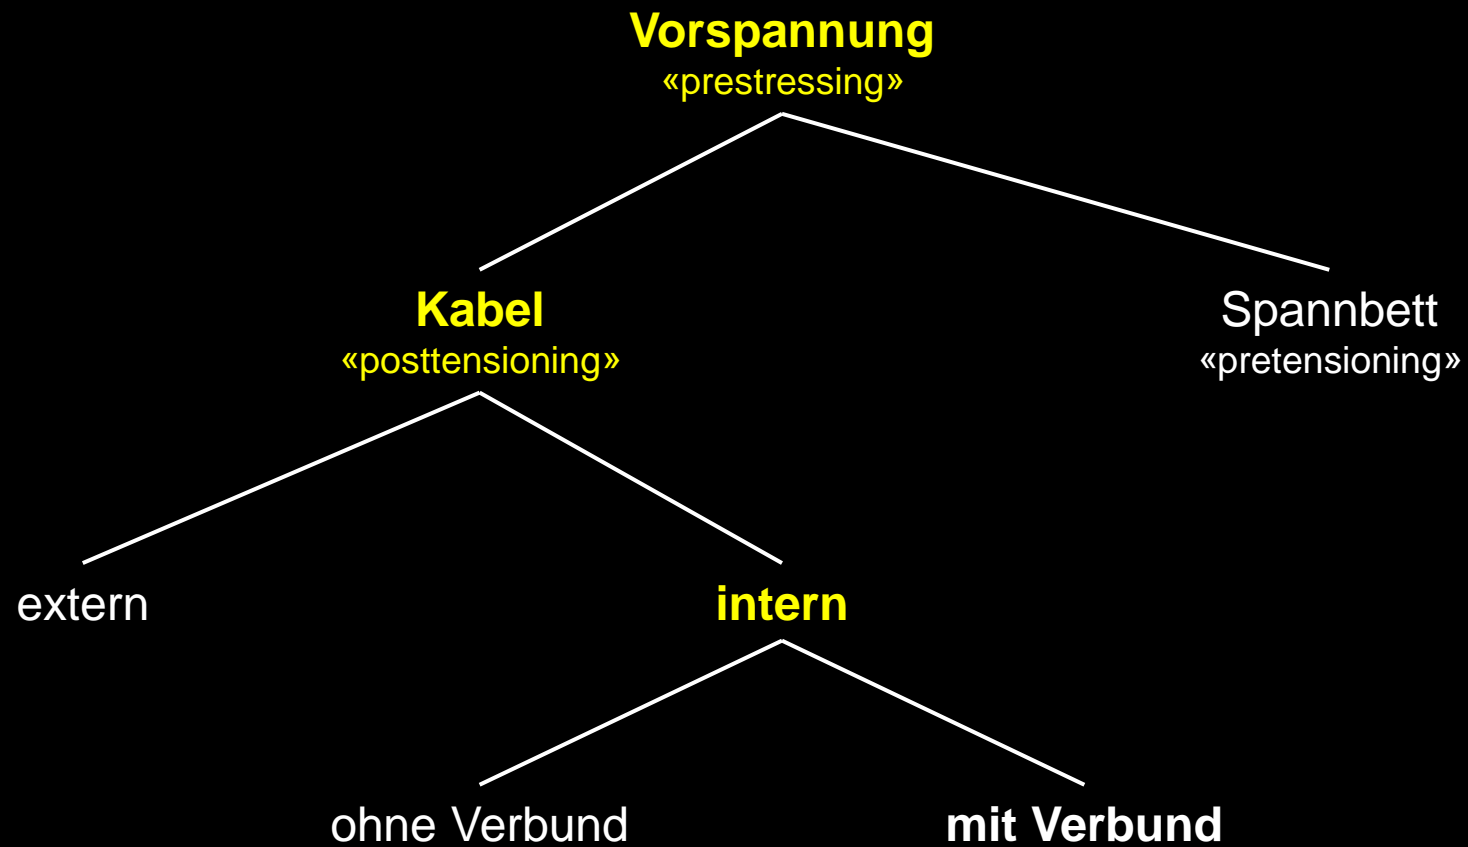 Vorspannung
«prestressing»
Kabel
«posttensioning»
Spannbett
«pretensioning»
extern
intern
ohne Verbund
mit Verbund